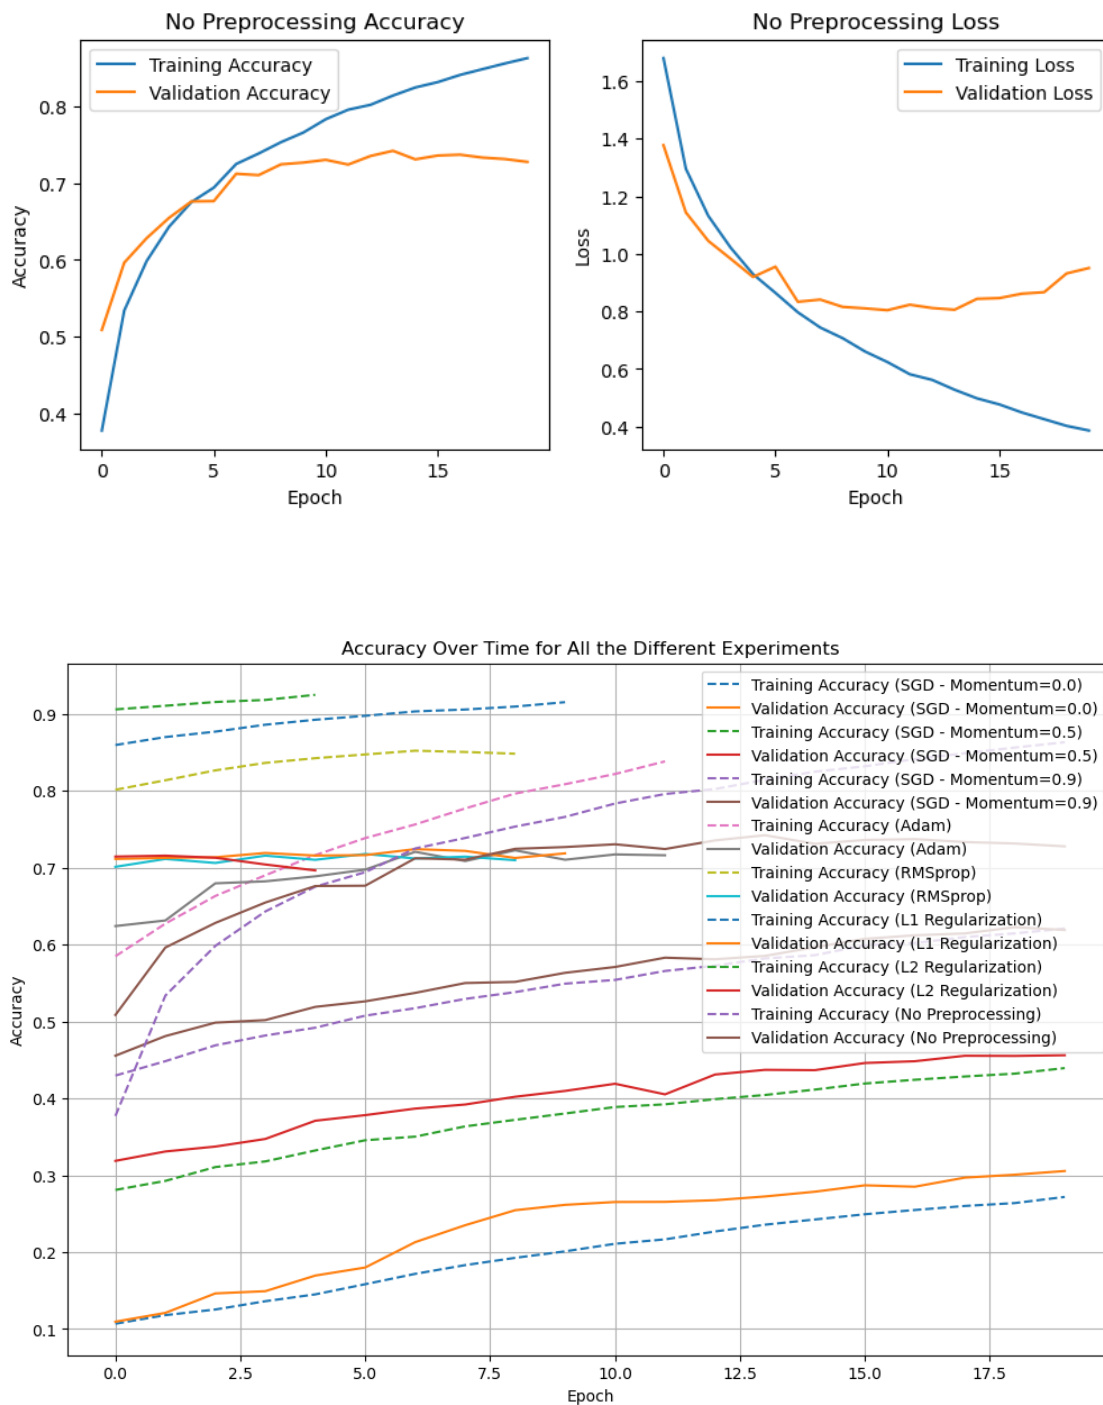 No Preprocessing Accuracy
Training Accuracy
Validation Accuracy
0.8
0.7
0.6
0.5
0.4
Accuracy
0 5 10 15
Epoch
No Preprocessing Loss
Training Loss
Validation Loss
1.6
1.4
1.2
1.0
0.8
0.6
0.4
Loss
0 5 10 15
Epoch
Accuracy Over Time for All the Different Experiments
Training Accuracy (SGD - Momentum=0.0)
Validation Accuracy (SGD - Momentum=0.0)
Training Accuracy (SGD - Momentum=0.5)
Validation Accuracy (SGD - Momentum=0.5)
Training Accuracy (SGD - Momentum=0.9)
Validation Accuracy (SGD - Momentum=0.9)
Training Accuracy (Adam)
Validation Accuracy (Adam)
Training Accuracy (RMSprop)
Validation Accuracy (RMSprop)
Training Accuracy (L1 Regularization)
Validation Accuracy (L1 Regularization)
Training Accuracy (L2 Regularization)
Validation Accuracy (L2 Regularization)
Training Accuracy (No Preprocessing)
Validation Accuracy (No Preprocessing)
0.9
0.8
0.7
0.6
0.5
0.4
0.3
0.2
0.1
Accuracy
0.0 2.5 5.0 7.5 10.0 12.5 15.0 17.5
Epoch